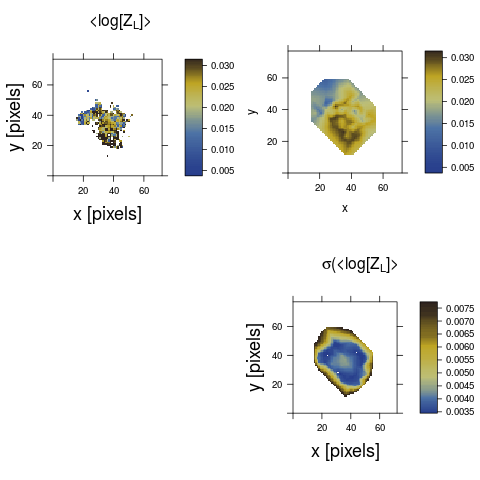 <log[Z_L]>
60
40
20
y [pixels]
20 40 60
x [pixels]
0.030
0.025
0.020
0.015
0.010
0.005
60
40
20
y
20 40 60
x
0.030
0.025
0.020
0.015
0.010
0.005
σ(<log[Z_L]>
60
40
20
y [pixels]
20 40 60
x [pixels]
0.0075
0.0070
0.0065
0.0060
0.0055
0.0050
0.0045
0.0040
0.0035